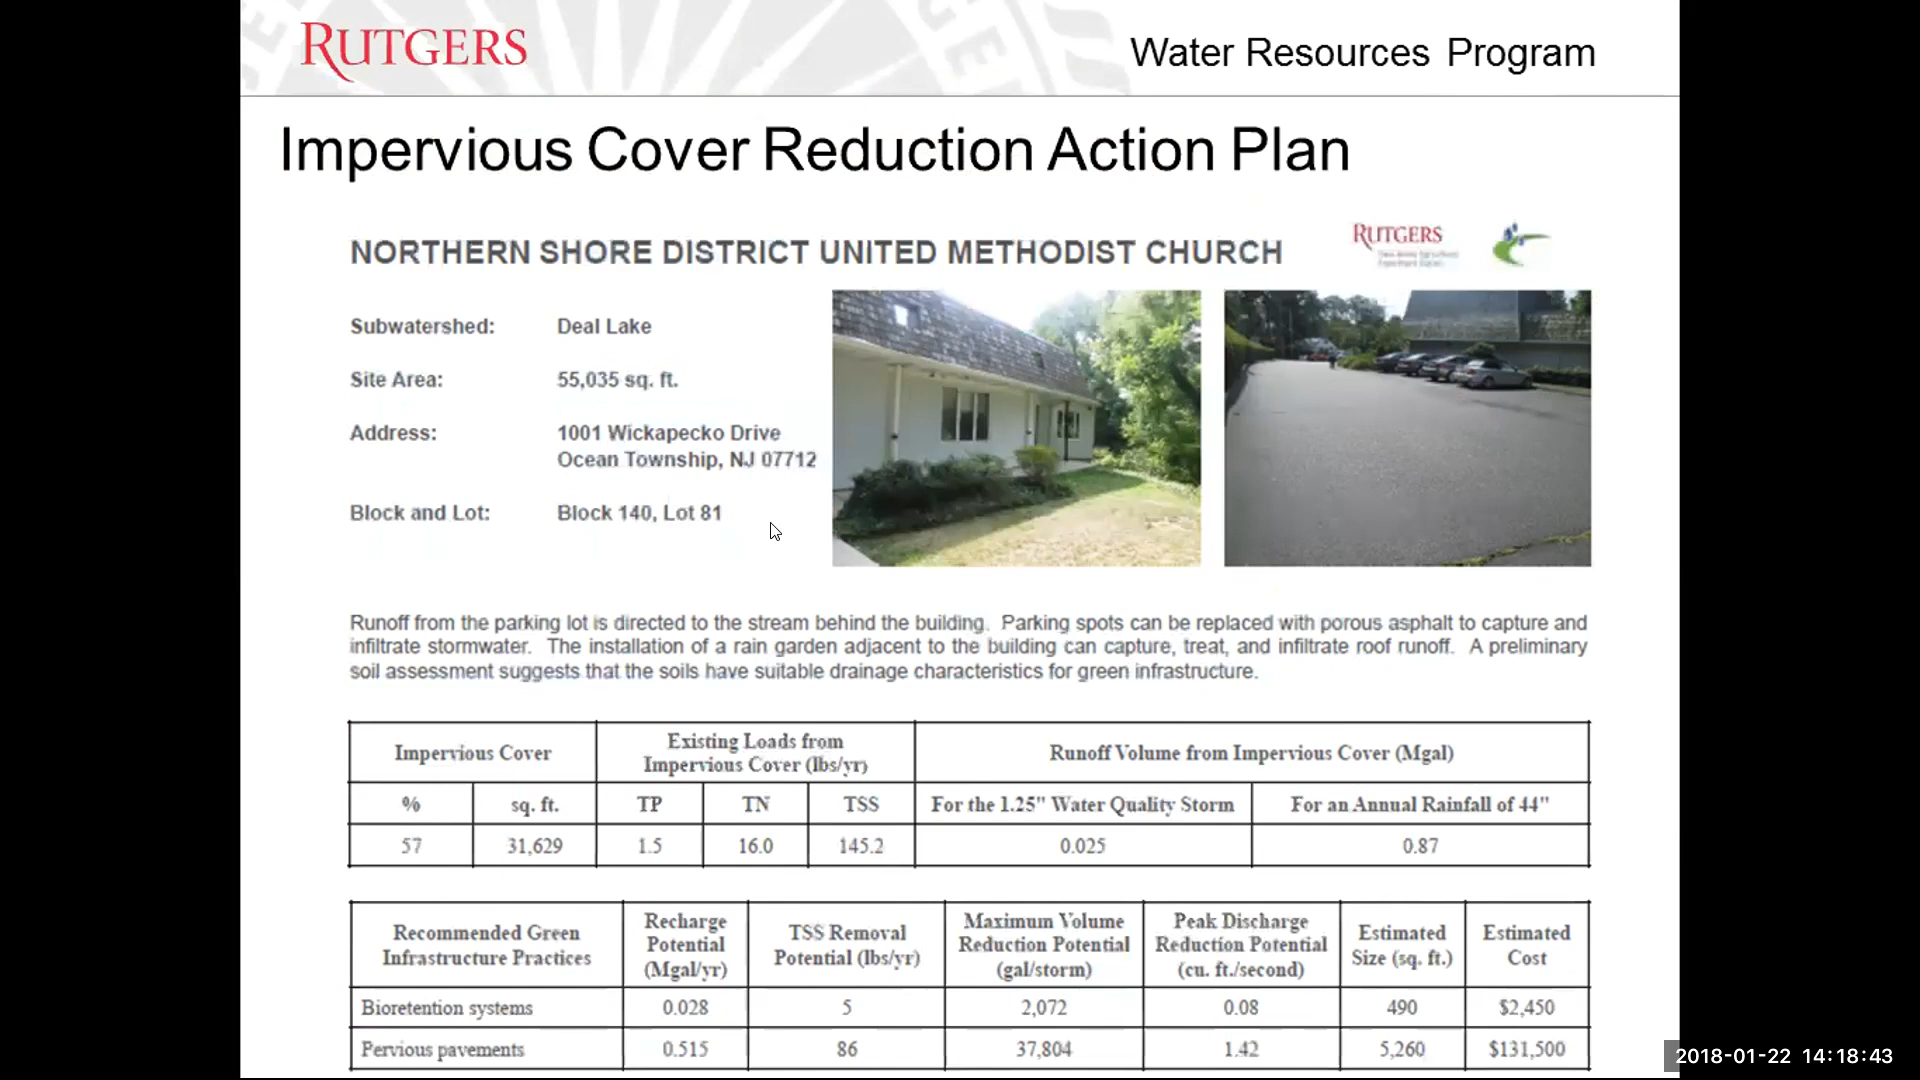 RUTGERS
Water Resources Program
Impervious Cover Reduction Action Plan
NORTHERN SHORE DISTRICT UNITED METHODIST CHURCH
RUTGERS
Subwatershed: Deal Lake
Site Area: 55,035 sq. ft.
Address: 1001 Wickapecko Drive
Ocean Township, NJ 07712
Block and Lot: Block 140, Lot 81
Runoff from the parking lot is directed to the stream behind the building. Parking spots can be replaced with porous asphalt to capture and
infiltrate stormwater. The installation of a rain garden adjacent to the building can capture, treat, and infiltrate roof runoff. A preliminary
soil assessment suggests that the soils have suitable drainage characteristics for green infrastructure.
Impervious Cover
Existing Loads from
Impervious Cover (lbs/yr)
Runoff Volume from Impervious Cover (Mgal)
% sq. ft. TP TN TSS For the 1.25" Water Quality Storm For an Annual Rainfall of 44"
57 31,629 1.5 16.0 145.2 0.025 0.87
Recommended Green
Infrastructure Practices
Recharge
Potential
(Mgal/yr)
TSS Removal
Potential (lbs/yr)
Maximum Volume
Reduction Potential
(gal/storm)
Peak Discharge
Reduction Potential
(cu. ft./second)
Estimated
Size (sq. ft.)
Estimated
Cost
Bioretention systems 0.028 5 2,072 0.08 490 $2,450
Pervious pavements 0.515 86 37,804 1.42 5,260 $131,500
2018-01-22 14:18:43